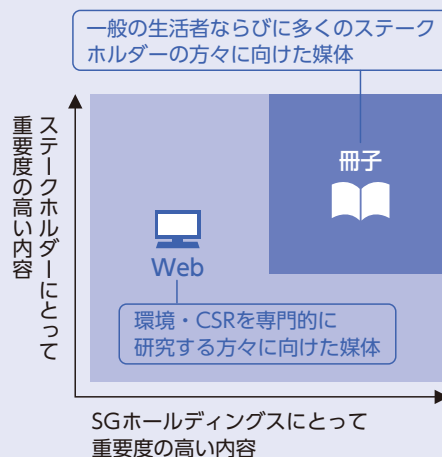 一般の生活者ならびに多くのステーク
ホルダーの方々に向けた媒体
ステークホルダーにとって
重要度の高い内容
冊子
Web
環境・CSRを専門的に
研究する方々に向けた媒体
SGホールディングスにとって
重要度の高い内容